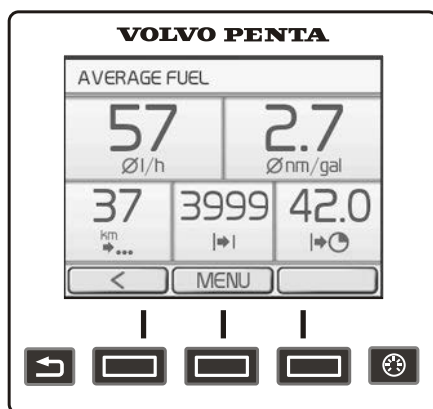 VOLVO PENTA
AVERAGE FUEL
57 2.7
Øl/h Ønm/gal
37 3999 42.0
km
...
< MENU